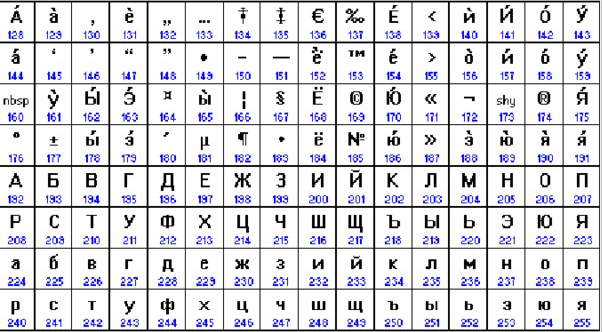 А́ а̀ ‚ ѐ „ … † ‡ € ‰ Е́ ‹ ѝ И́ О́ У́
128 129 130 131 132 133 134 135 136 137 138 139 140 141 142 143
а́ ‘ ’ “ ” • – — ё̀ ™ е́ › о̀ и́ о́ у́
144 145 146 147 148 149 150 151 152 153 154 155 156 157 158 159
nbsp у̀ Ы́ Э́ ¤ ы̀ ¦ § Ё © Ю́ « ¬ shy ® Я́
160 161 162 163 164 165 166 167 168 169 170 171 172 173 174 175
° ± ы́ э́ ´ µ ¶ · ё № ю́ » э̀ ю̀ я̀ я́
176 177 178 179 180 181 182 183 184 185 186 187 188 189 190 191
А Б В Г Д Е Ж З И Й К Л М Н О П
192 193 194 195 196 197 198 199 200 201 202 203 204 205 206 207
Р С Т У Ф Х Ц Ч Ш Щ Ъ Ы Ь Э Ю Я
208 209 210 211 212 213 214 215 216 217 218 219 220 221 222 223
а б в г д е ж з и й к л м н о п
224 225 226 227 228 229 230 231 232 233 234 235 236 237 238 239
р с т у ф х ц ч ш щ ъ ы ь э ю я
240 241 242 243 244 245 246 247 248 249 250 251 252 253 254 255